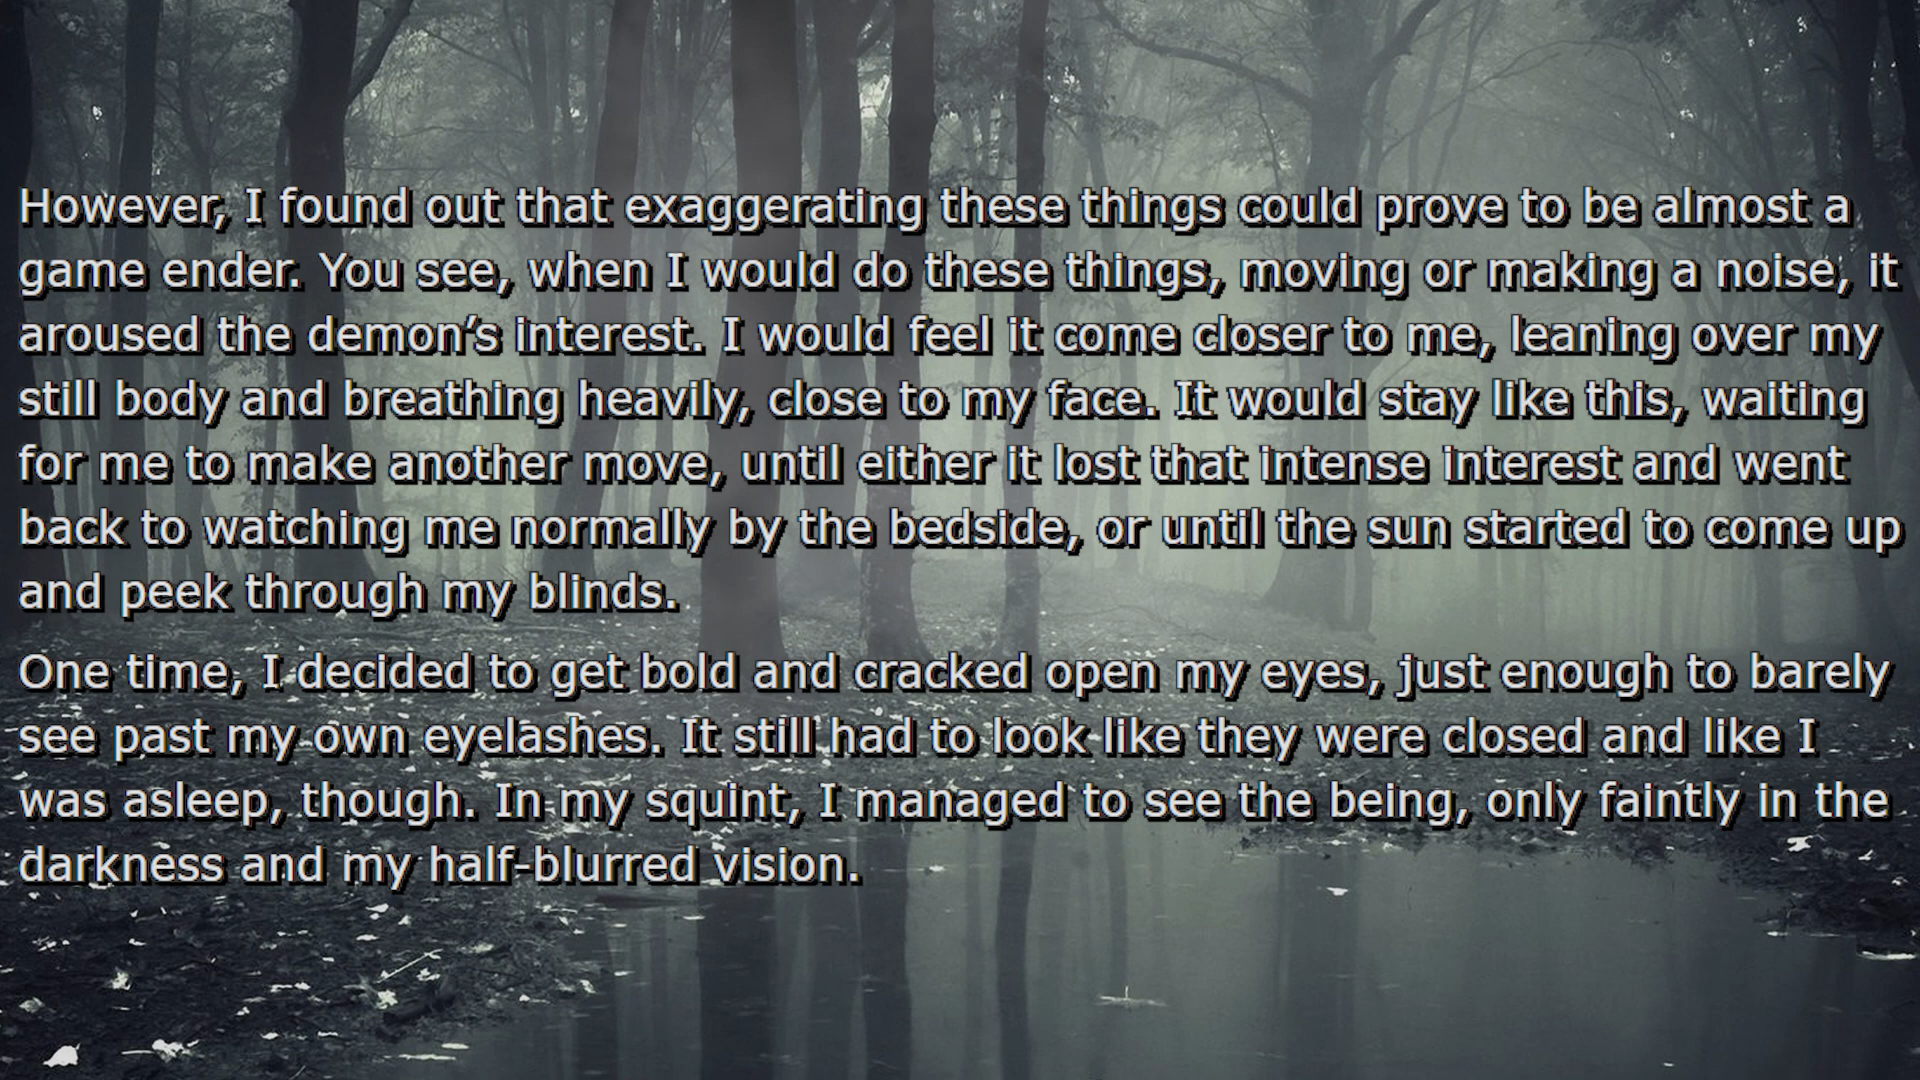 However, I found out that exaggerating these things could prove to be almost a
game ender. You see, when I would do these things, moving or making a noise, it
aroused the demon’s interest. I would feel it come closer to me, leaning over my
still body and breathing heavily, close to my face. It would stay like this, waiting
for me to make another move, until either it lost that intense interest and went
back to watching me normally by the bedside, or until the sun started to come up
and peek through my blinds.
One time, I decided to get bold and cracked open my eyes, just enough to barely
see past my own eyelashes. It still had to look like they were closed and like I
was asleep, though. In my squint, I managed to see the being, only faintly in the
darkness and my half-blurred vision.